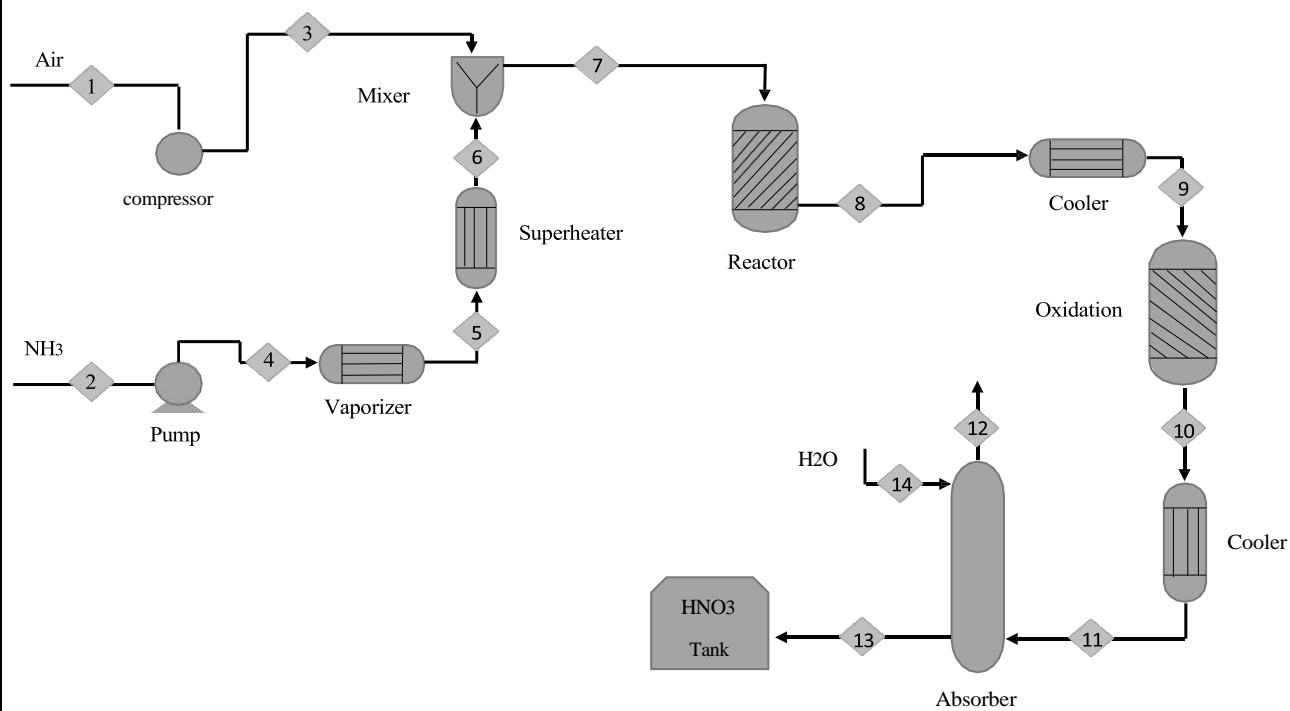 3
Air
1
Mixer
7
compressor
6
Superheater
Reactor
8
Cooler
9
Oxidation
NH3
2
Pump
4
Vaporizer
5
10
12
H2O
14
Cooler
HNO3
Tank
13
11
Absorber